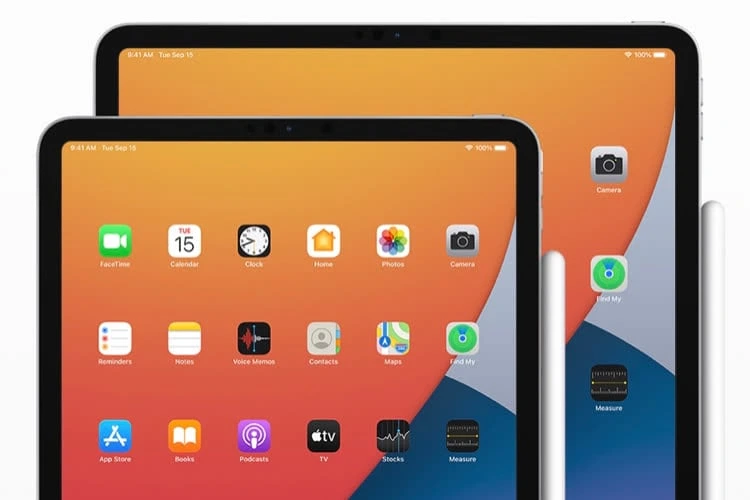 9:41 AM Tue Sep 15
100%
9:41 AM Tue Sep 15
100%
Camera
Find My
Measure
TUE
15
FaceTime
Calendar
Clock
Home
Photos
Camera
Reminders
Notes
Voice Memos
Contacts
Maps
Find My
tv
App Store
Books
Podcasts
TV
Stocks
Measure